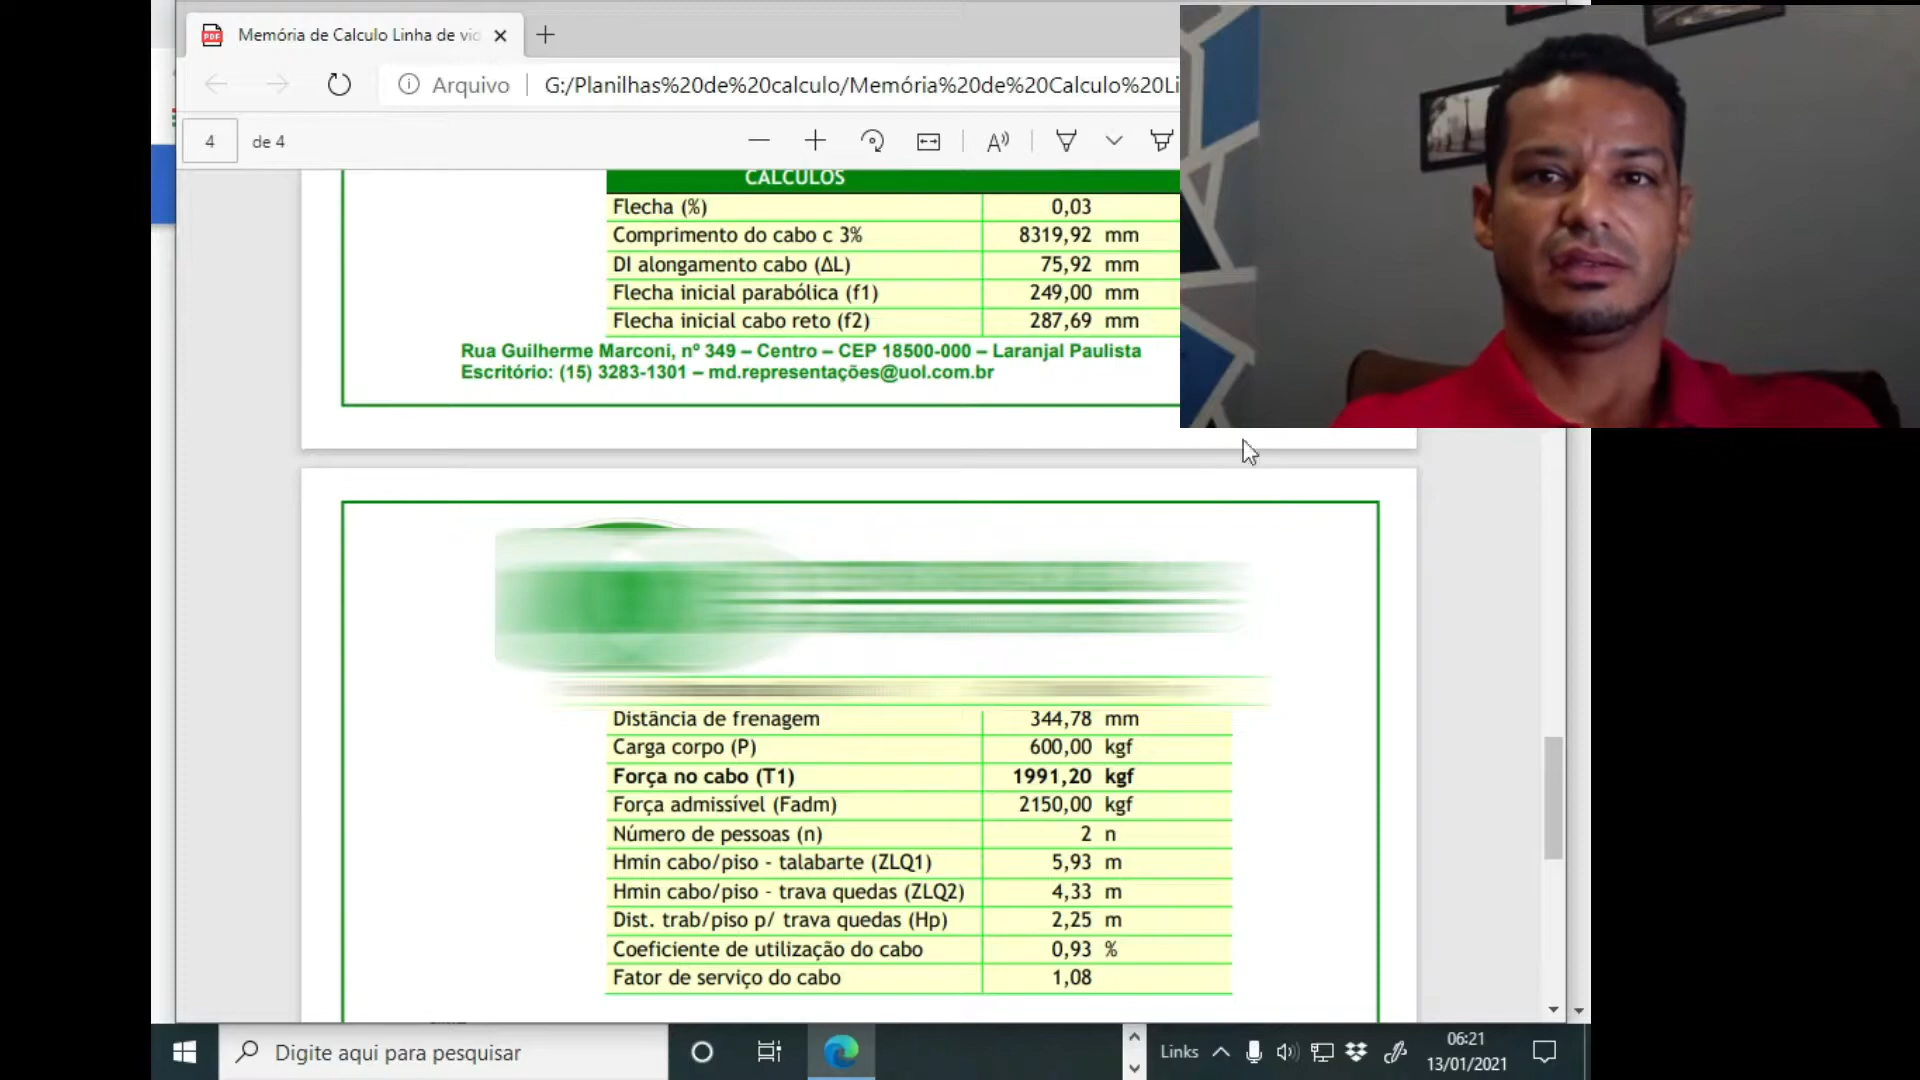 Memória de Calculo Linha de vid
Arquivo
G:/Planilhas%20de%20calculo/Memória%20de%20Calculo%20Li
4 de 4
CALCULOS
Flecha (%) 0,03
Comprimento do cabo c 3% 8319,92 mm
DI alongamento cabo (ΔL) 75,92 mm
Flecha inicial parabólica (f1) 249,00 mm
Flecha inicial cabo reto (f2) 287,69 mm
Rua Guilherme Marconi, nº 349 – Centro – CEP 18500-000 – Laranjal Paulista
Escritório: (15) 3283-1301 – md.representações@uol.com.br
Distância de frenagem 344,78 mm
Carga corpo (P) 600,00 kgf
Força no cabo (T1) 1991,20 kgf
Força admissível (Fadm) 2150,00 kgf
Número de pessoas (n) 2 n
Hmin cabo/piso - talabarte (ZLQ1) 5,93 m
Hmin cabo/piso - trava quedas (ZLQ2) 4,33 m
Dist. trab/piso p/ trava quedas (Hp) 2,25 m
Coeficiente de utilização do cabo 0,93 %
Fator de serviço do cabo 1,08
Digite aqui para pesquisar
Links
06:21
13/01/2021